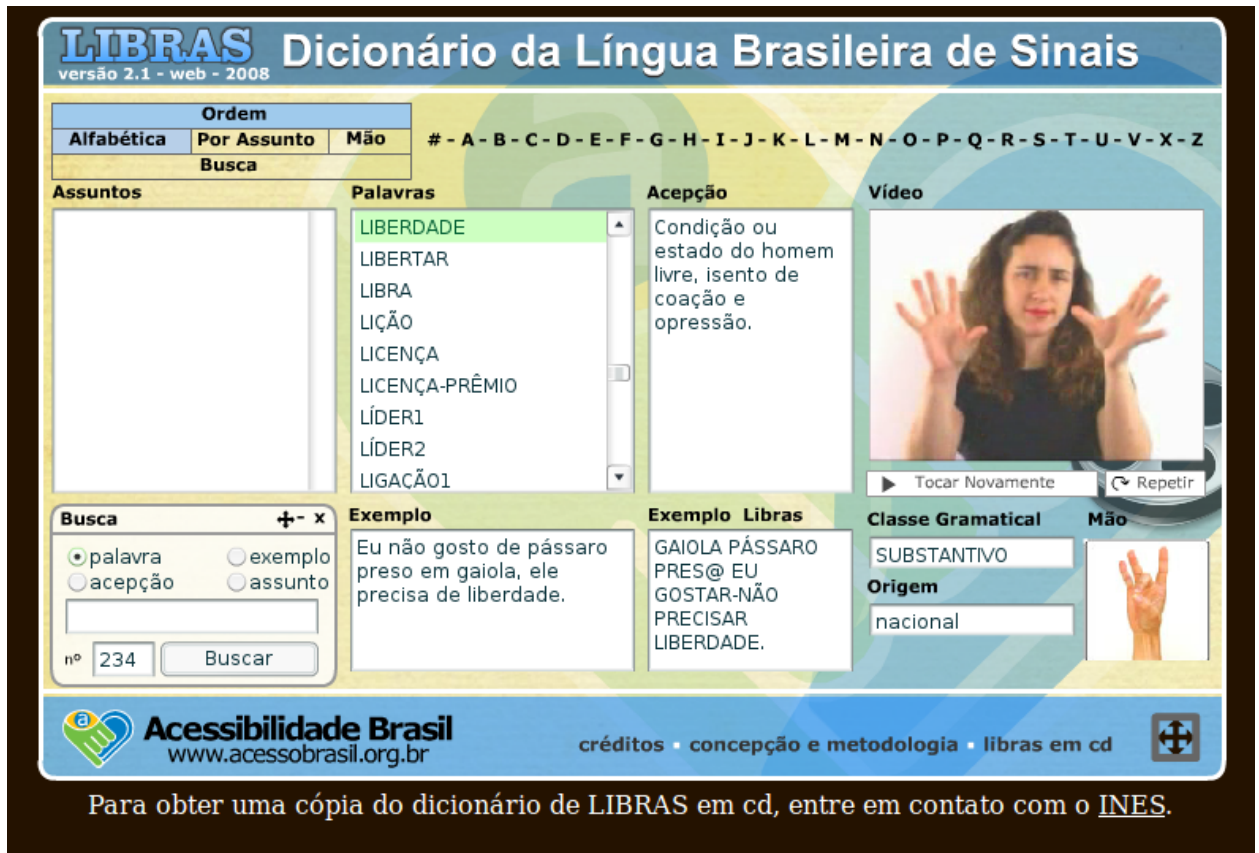 LIBRAS
versão 2.1 - web - 2008
Dicionário da Língua Brasileira de Sinais
Ordem
Alfabética Por Assunto Mão
Busca
# - A - B - C - D - E - F - G - H - I - J - K - L - M - N - O - P - Q - R - S - T - U - V - X - Z
Assuntos
Palavras
LIBERDADE
LIBERTAR
LIBRA
LIÇÃO
LICENÇA
LICENÇA-PRÊMIO
LÍDER1
LÍDER2
LIGAÇÃO1
Acepção
Condição ou
estado do homem
livre, isento de
coação e
opressão.
Vídeo
Tocar Novamente
Repetir
Busca - x
palavra exemplo
acepção assunto
nº 234 Buscar
Exemplo
Eu não gosto de pássaro
preso em gaiola, ele
precisa de liberdade.
Exemplo Libras
GAIOLA PÁSSARO
PRES@ EU
GOSTAR-NÃO
PRECISAR
LIBERDADE.
Classe Gramatical
SUBSTANTIVO
Origem
nacional
Mão
a
Acessibilidade Brasil
www.acessobrasil.org.br
créditos • concepção e metodologia • libras em cd
Para obter uma cópia do dicionário de LIBRAS em cd, entre em contato com o INES.